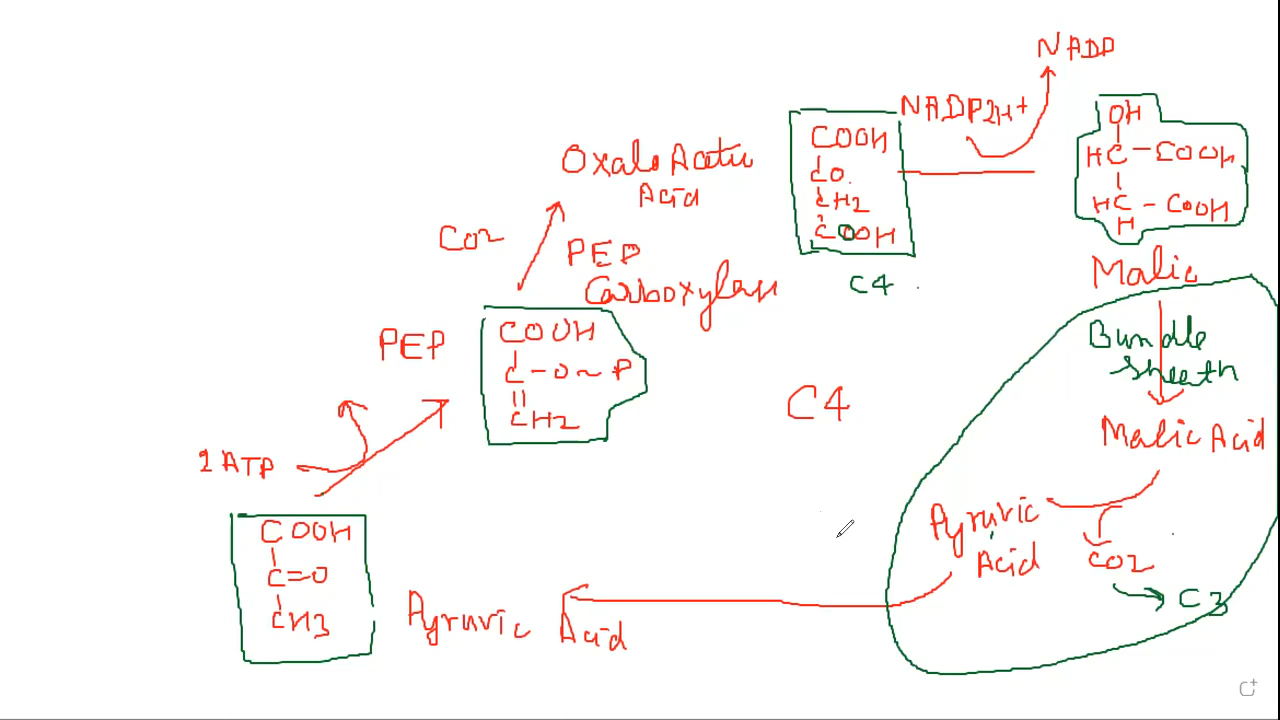 NADP
NADP2H+
OH
HC - COOH
HC - COOH
H
Malic
COOH
CO
CH2
COOH
C4
Oxalo Acetic
Acid
CO2
PEP
Carboxylase
PEP
COOH
C - O ~ P
CH2
C4
Bundle
Sheath
Malic Acid
1 ATP
Pyruvic
Acid
CO2
C3
COOH
C=O
CH3
Pyruvic Acid